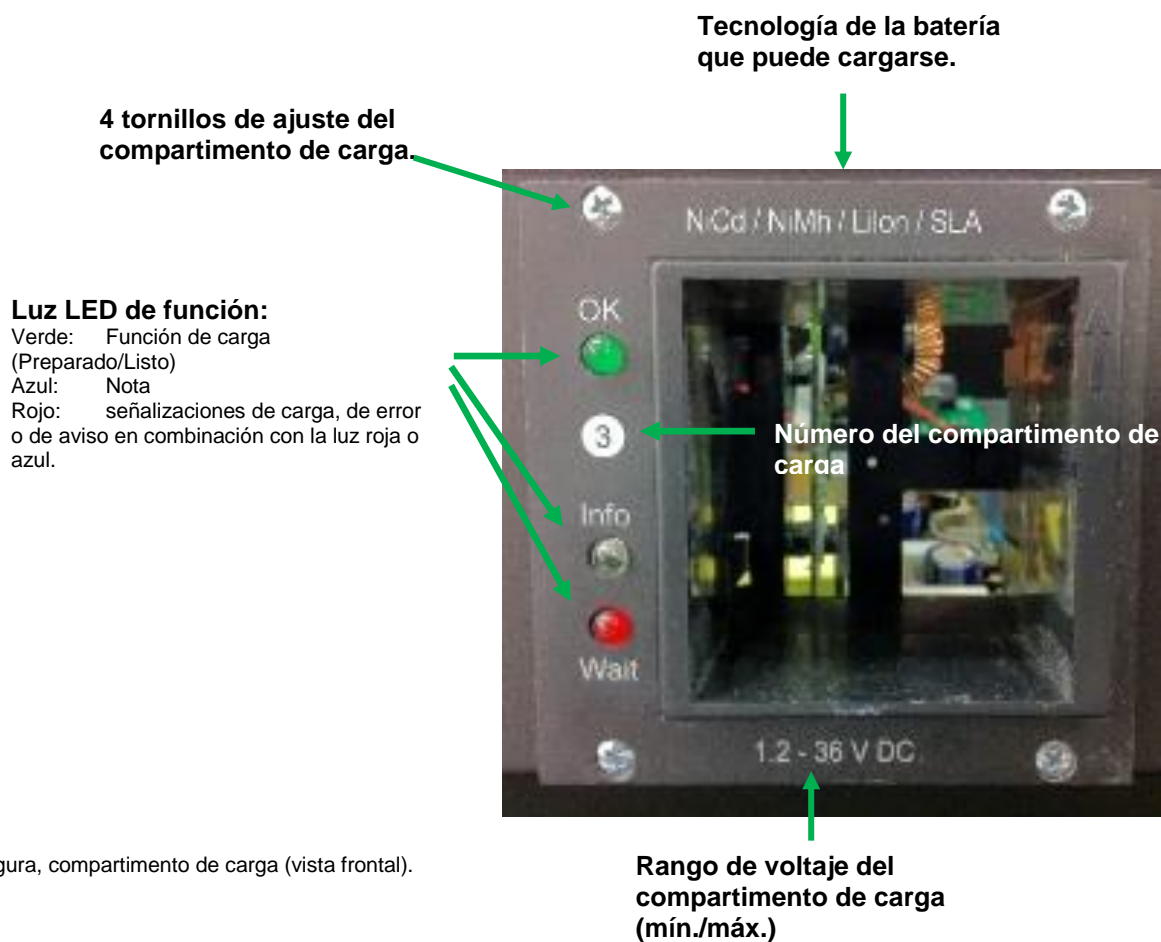 Tecnología de la batería
que puede cargarse.
4 tornillos de ajuste del
compartimento de carga.
NiCd / NiMh / LiIon / SLA
Luz LED de función:
Verde: Función de carga
(Preparado/Listo)
Azul: Nota
Rojo: señalizaciones de carga, de error
o de aviso en combinación con la luz roja o
azul.
OK
3
Número del compartimento de
carga
Info
Wait
1.2 - 36 V DC
gura, compartimento de carga (vista frontal).
Rango de voltaje del
compartimento de carga
(mín./máx.)